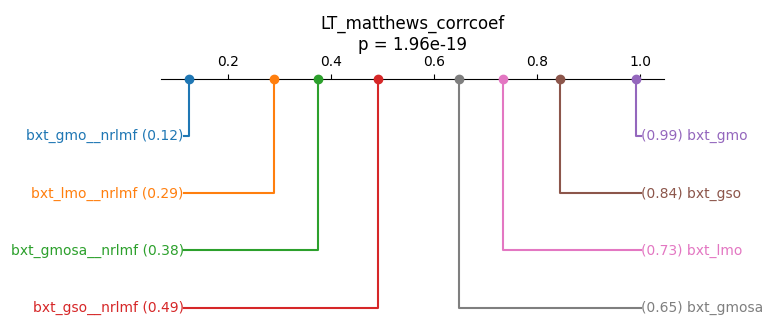 LT_matthews_corrcoef
p = 1.96e-19
0.2 0.4 0.6 0.8 1.0
bxt_gmo__nrlmf (0.12) (0.99) bxt_gmo
bxt_lmo__nrlmf (0.29) (0.84) bxt_gso
bxt_gmosa__nrlmf (0.38) (0.73) bxt_lmo
bxt_gso__nrlmf (0.49) (0.65) bxt_gmosa